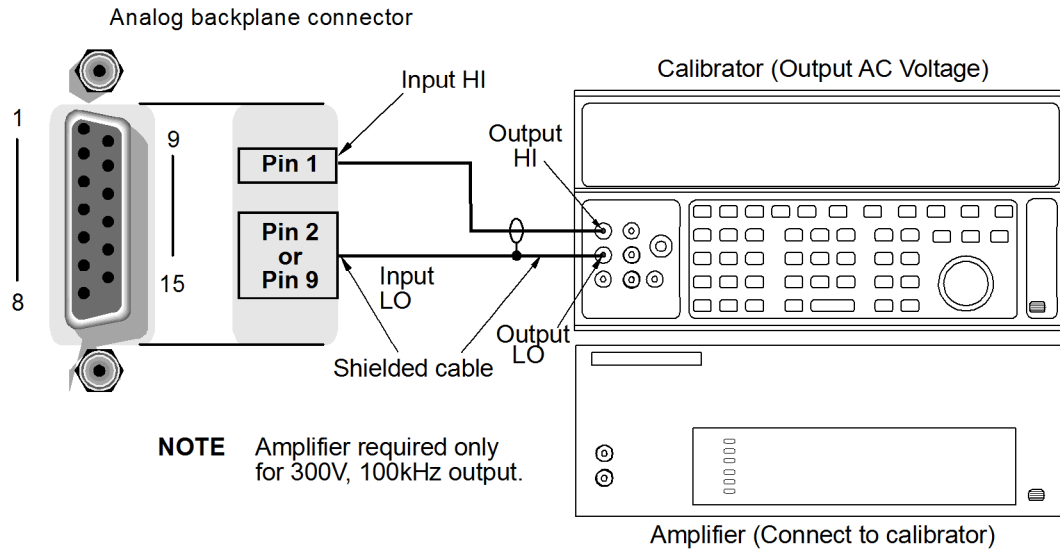 Analog backplane connector
Input HI
Calibrator (Output AC Voltage)
1
9
Output
HI
Pin 1
Pin 2
or
Pin 9
Input
LO
15
8
Output
LO
Shielded cable
NOTE Amplifier required only
for 300V, 100kHz output.
Amplifier (Connect to calibrator)